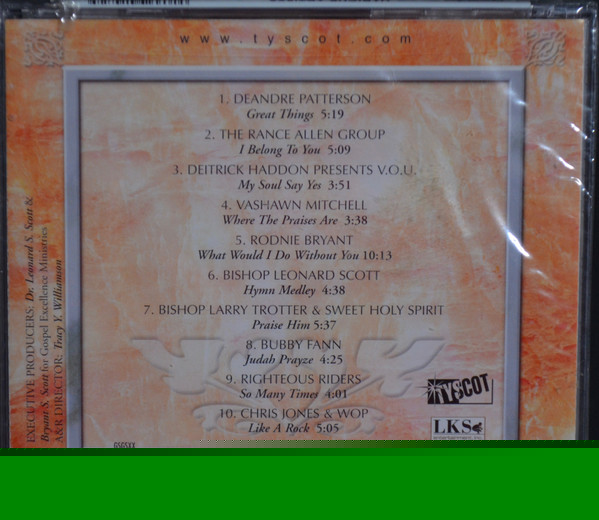 www.tyscot.com
1. DEANDRE PATTERSON
Great Things 5:19
2. THE RANCE ALLEN GROUP
I Belong To You 5:09
3. DEITRICK HADDON PRESENTS V.O.U.
My Soul Say Yes 3:51
4. VASHAWN MITCHELL
Where The Praises Are 3:38
5. RODNIE BRYANT
What Would I Do Without You 10:13
6. BISHOP LEONARD SCOTT
Hymn Medley 4:38
7. BISHOP LARRY TROTTER & SWEET HOLY SPIRIT
Praise Him 5:37
8. BUBBY FANN
Judah Prayze 4:25
9. RIGHTEOUS RIDERS
So Many Times 4:01
10. CHRIS JONES & WOP
Like A Rock 5:05
EXECUTIVE PRODUCERS: Dr. Leonard S. Scott &
Bryant S. Scott for Gospel Excellence Ministries
A&R DIRECTOR: Tracy Y. Williamson
TYSCOT
LKS